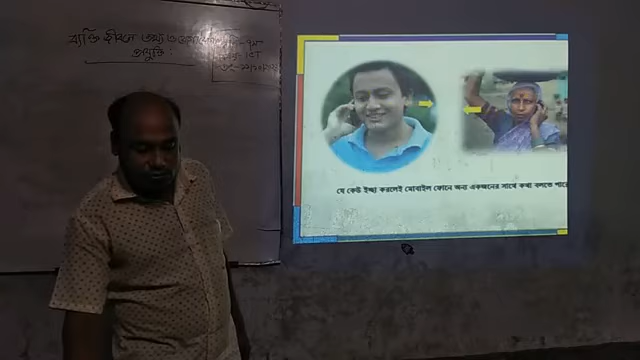 ব্যক্তি জীবনে তথ্য ও যোগাযোগ
প্রযুক্তি:
যে কেউ ইচ্ছা করলেই মোবাইল ফোনে অন্য একজনের সাথে কথা বলতে পারে